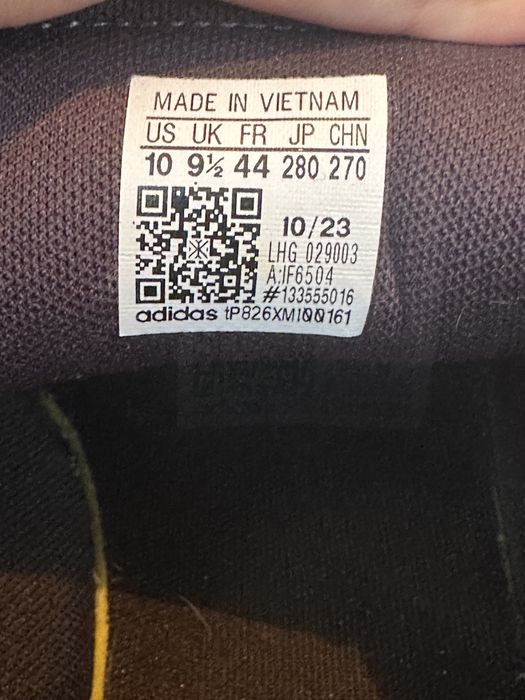 MADE IN VIETNAM
US UK FR JP CHN
10 9½ 44 280 270
10/23
LHG 029003
A:IF6504
#133555016
adidas tP826XMI00161